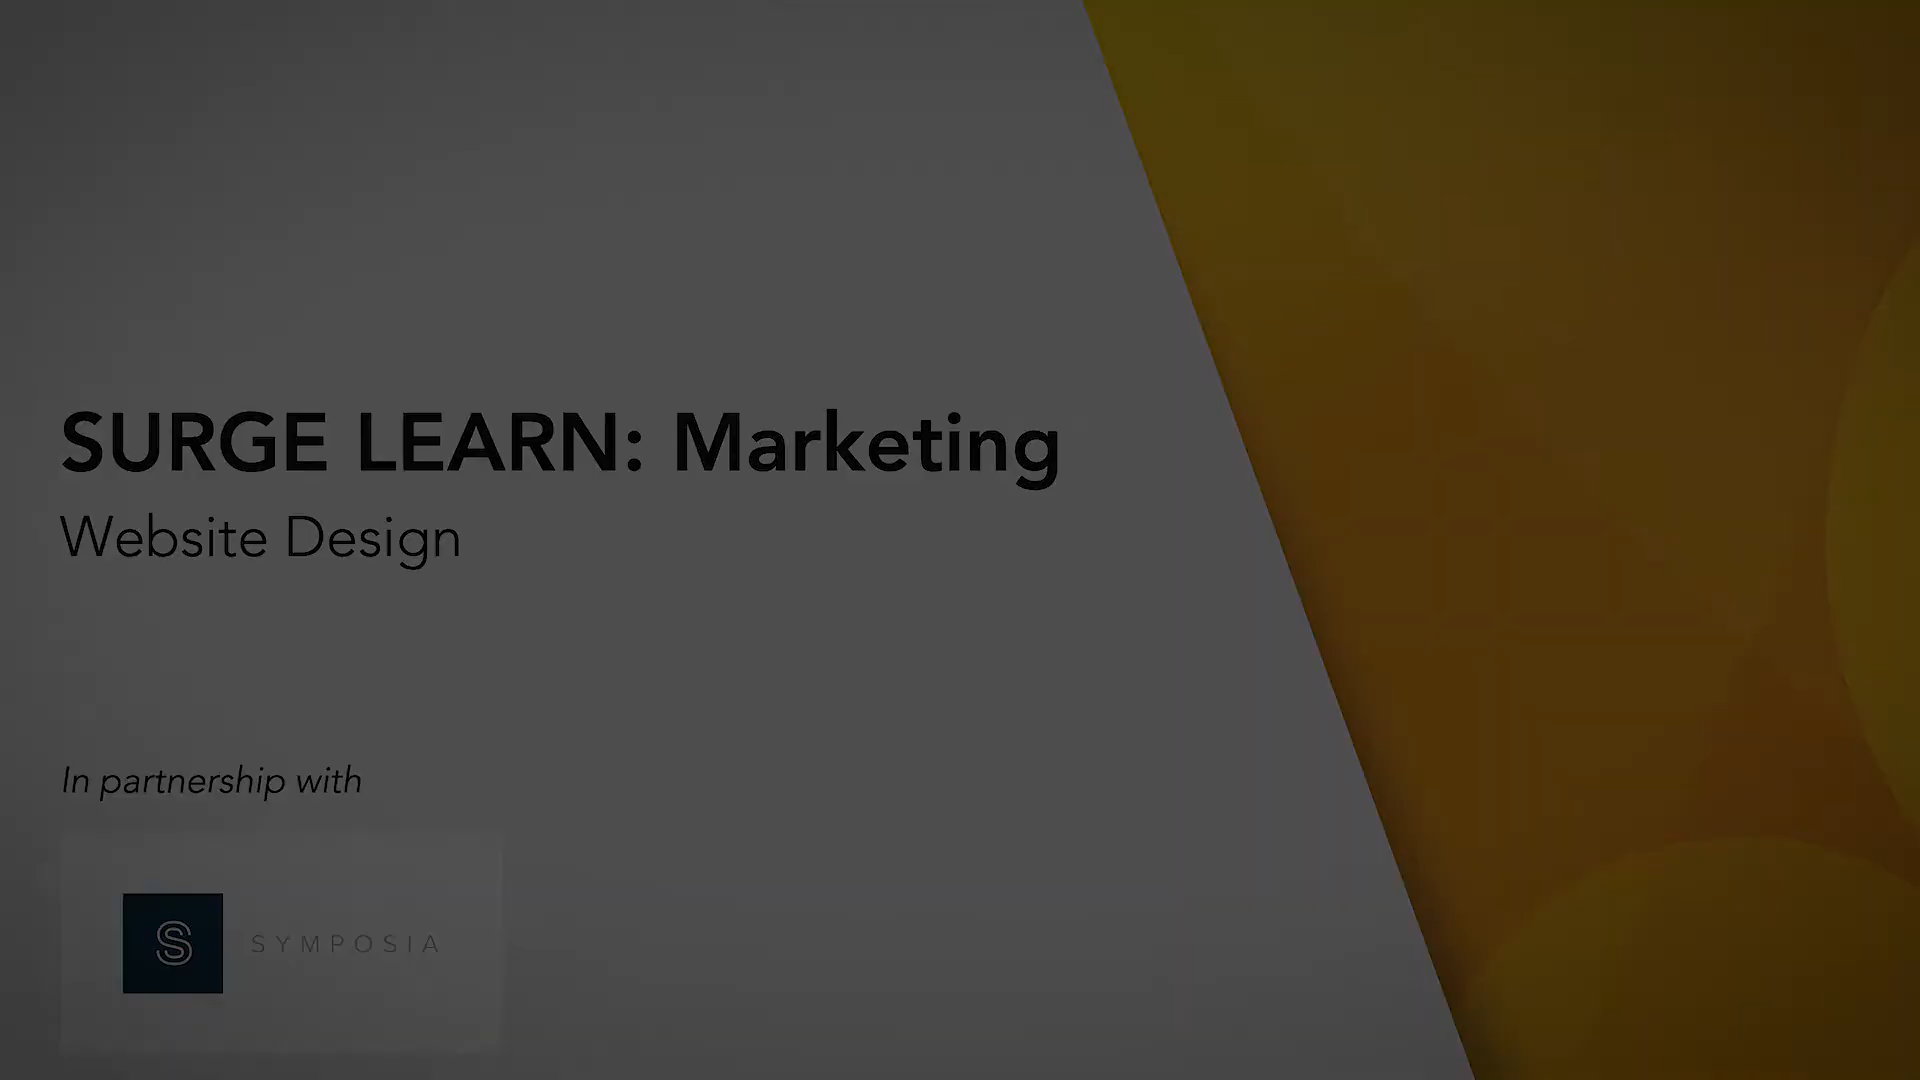 SURGE LEARN: Marketing
Website Design
In partnership with
S SYMPOSIA